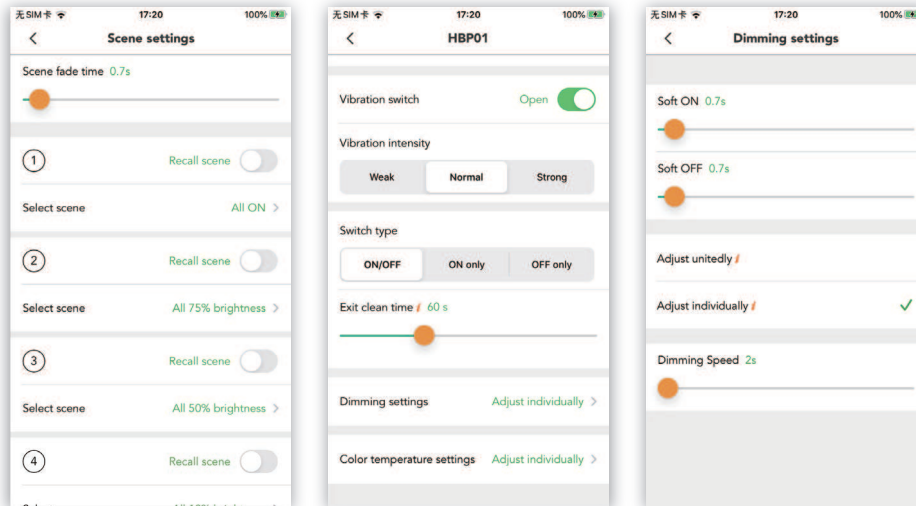 无SIM卡 17:20 100%
Scene settings
Scene fade time 0.7s
1 Recall scene
Select scene All ON
2 Recall scene
Select scene All 75% brightness
3 Recall scene
Select scene All 50% brightness
4 Recall scene
无SIM卡 17:20 100%
HBP01
Vibration switch Open
Vibration intensity
Weak Normal Strong
Switch type
ON/OFF ON only OFF only
Exit clean time i 60 s
Dimming settings Adjust individually
Color temperature settings Adjust individually
无SIM卡 17:20 100%
Dimming settings
Soft ON 0.7s
Soft OFF 0.7s
Adjust unitedly i
Adjust individually i
Dimming Speed 2s